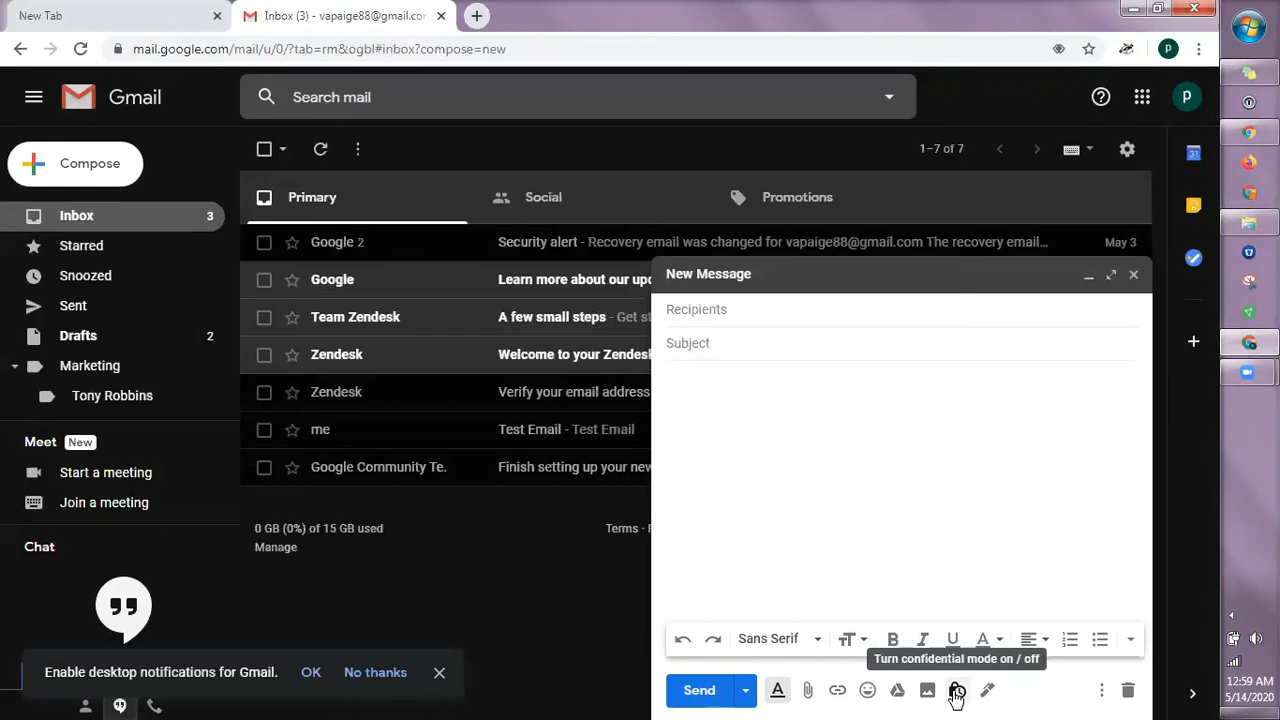 New Tab
Inbox (3) - vapaige88@gmail.co
mail.google.com/mail/u/0/?tab=rm&ogbl#inbox?compose=new
P
Gmail
Search mail
p
Compose
1–7 of 7
Primary
Social
Promotions
Inbox 3
Google 2 Security alert - Recovery email was changed for vapaige88@gmail.com The recovery email... May 3
Starred
New Message
Snoozed
Google Learn more about our
Recipients
Sent
Team Zendesk A few small steps - Get
Drafts 2
Subject
Zendesk Welcome to your
Marketing
Tony Robbins
Zendesk Verify your email address
me Test Email - Test Email
Meet New
Google Community Te. Finish setting up your
Start a meeting
Join a meeting
0 GB (0%) of 15 GB used
Terms -
Manage
Chat
Sans Serif
Turn confidential mode on / off
Enable desktop notifications for Gmail. OK No thanks
Send
12:59 AM
5/14/2020
31